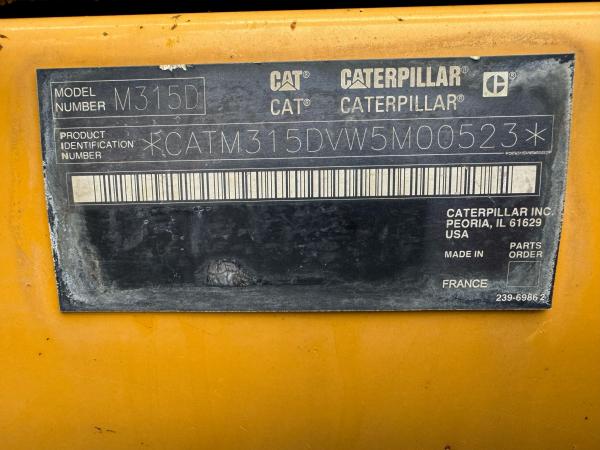 MODEL
NUMBER M315D
CAT® CATERPILLAR® C®
CAT® CATERPILLAR®
PRODUCT
IDENTIFICATION
NUMBER *CATM315DVW5M00523*
CATERPILLAR INC.
PEORIA, IL 61629
USA
MADE IN
PARTS
ORDER
FRANCE
239-6986 2